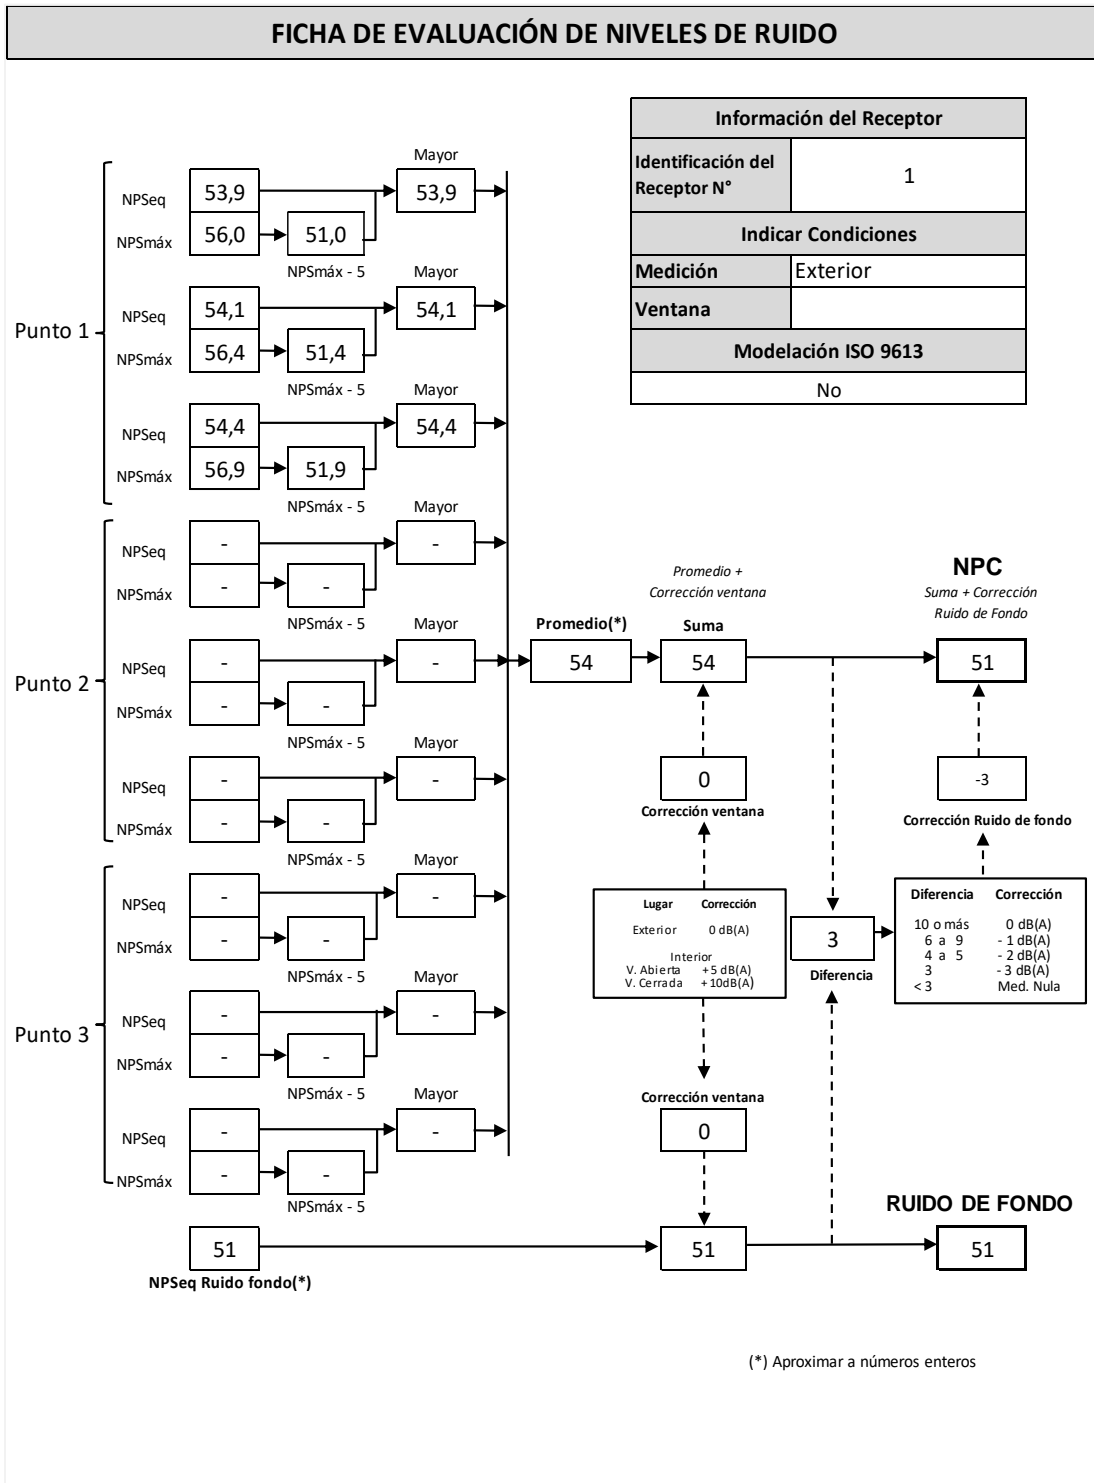 FICHA DE EVALUACIÓN DE NIVELES DE RUIDO
Información del Receptor
Identificación del Receptor N°
1
Indicar Condiciones
Medición
Exterior
Ventana
Modelación ISO 9613
No
Punto 1
Mayor
NPSeq
53,9
53,9
NPSmáx
56,0
51,0
NPSmáx - 5
Mayor
NPSeq
54,1
54,1
NPSmáx
56,4
51,4
NPSmáx - 5
Mayor
NPSeq
54,4
54,4
NPSmáx
56,9
51,9
NPSmáx - 5
Punto 2
Mayor
NPSeq
-
-
NPSmáx
-
-
NPSmáx - 5
Mayor
NPSeq
-
-
NPSmáx
-
-
NPSmáx - 5
Mayor
NPSeq
-
-
NPSmáx
-
-
NPSmáx - 5
Punto 3
Mayor
NPSeq
-
-
NPSmáx
-
-
NPSmáx - 5
Mayor
NPSeq
-
-
NPSmáx
-
-
NPSmáx - 5
Mayor
NPSeq
-
-
NPSmáx
-
-
NPSmáx - 5
Promedio(*)
54
Promedio +
Corrección ventana
Suma
54
NPC
Suma + Corrección
Ruido de Fondo
51
0
Corrección ventana
-3
Corrección Ruido de fondo
Lugar Corrección
Exterior 0 dB(A)
Interior
V. Abierta +5 dB(A)
V. Cerrada +10dB(A)
3
Diferencia
Diferencia Corrección
10 o más 0 dB(A)
6 a 9 - 1 dB(A)
4 a 5 - 2 dB(A)
3 - 3 dB(A)
< 3 Med. Nula
Corrección ventana
0
51
NPSeq Ruido fondo(*)
51
RUIDO DE FONDO
51
(*) Aproximar a números enteros